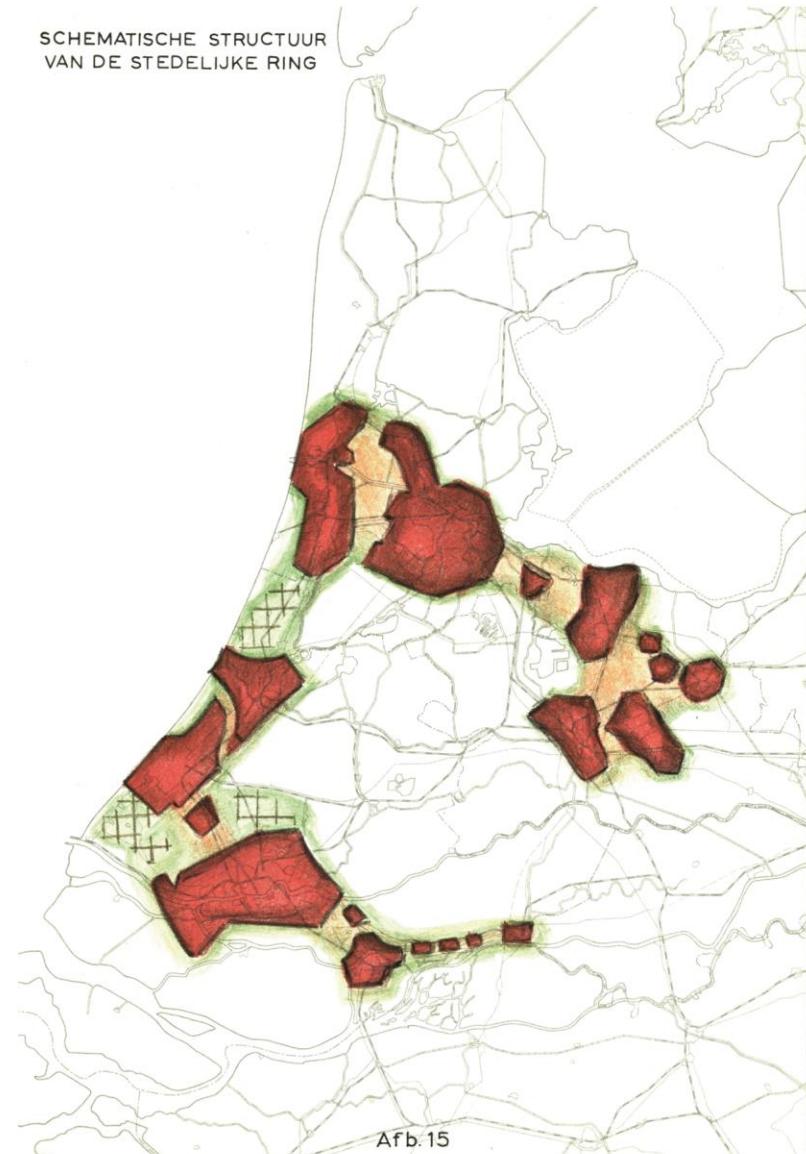 SCHEMATISCHE STRUCTUUR
VAN DE STEDELIJKE RING
Afb. 15